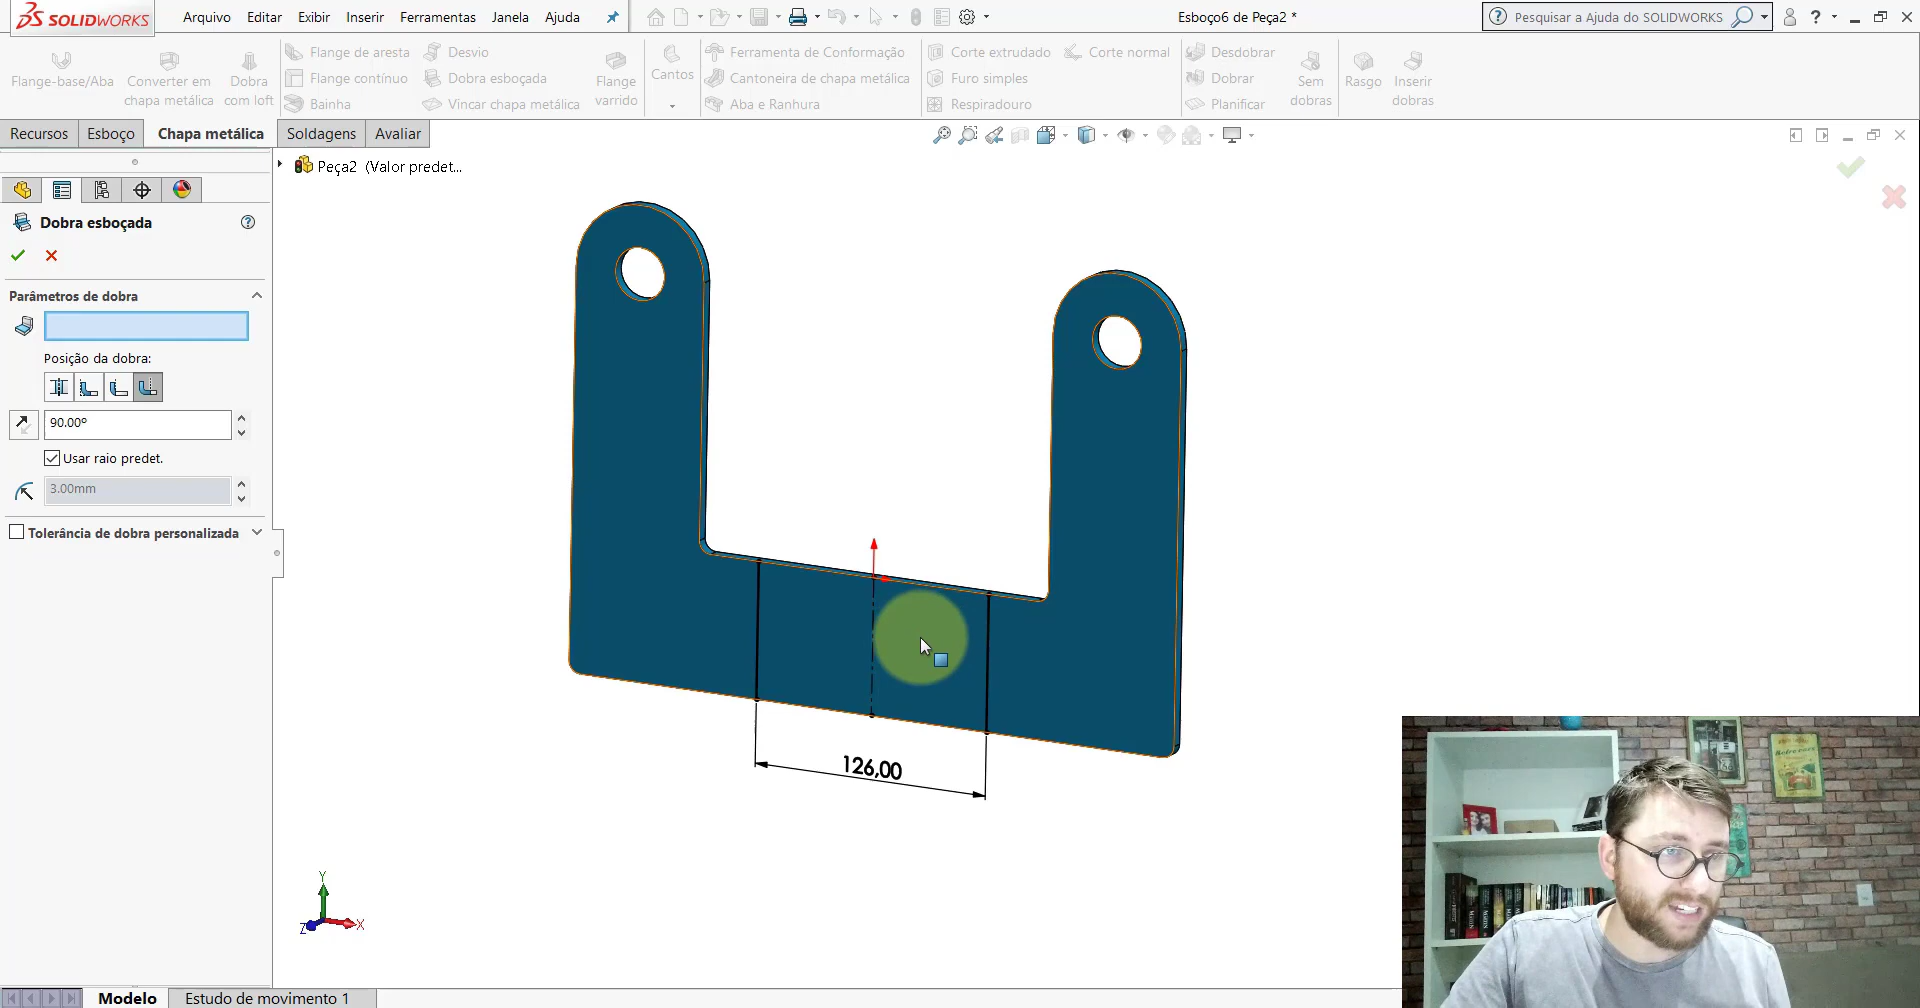 SOLIDWORKS
Arquivo Editar Exibir Inserir Ferramentas Janela Ajuda
Esboço6 de Peça2 *
Pesquisar a Ajuda do SOLIDWORKS
Flange-base/Aba
Converter em
chapa metálica
Dobra
com loft
Flange de aresta
Flange contínuo
Bainha
Desvio
Dobra esboçada
Vincar chapa metálica
Flange
varrido
Cantos
Ferramenta de Conformação
Cantoneira de chapa metálica
Aba e Ranhura
Corte extrudado
Corte normal
Furo simples
Respiradouro
Desdobrar
Dobrar
Planificar
Sem
dobras
Rasgo
Inserir
dobras
Recursos Esboço Chapa metálica Soldagens Avaliar
Peça2 (Valor predet...
Dobra esboçada
Parâmetros de dobra
Posição da dobra:
90.00º
Usar raio predet.
3.00mm
Tolerância de dobra personalizada
126,00
Y
Z
X
Modelo Estudo de movimento 1